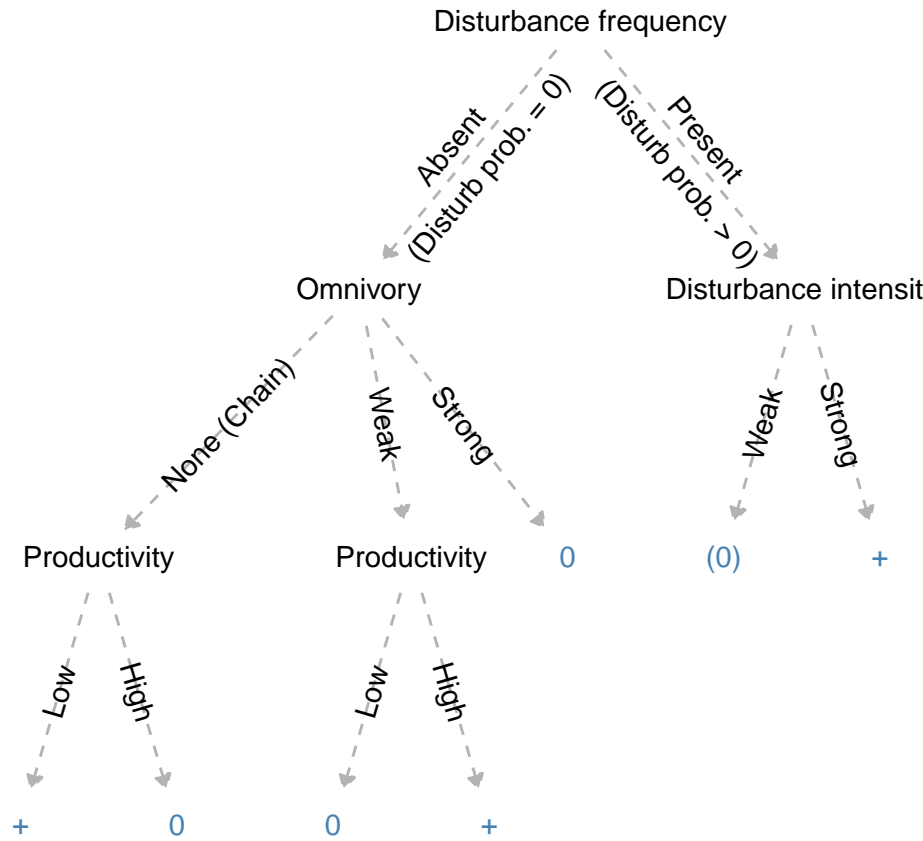 Disturbance frequency
Absent
(Disturb prob. = 0)
Present
(Disturb prob. > 0)
Omnivory
Disturbance intensit
None (Chain)
Weak
Strong
Weak
Strong
Productivity
Productivity
0
(0)
+
Low
High
Low
High
+
0
0
+